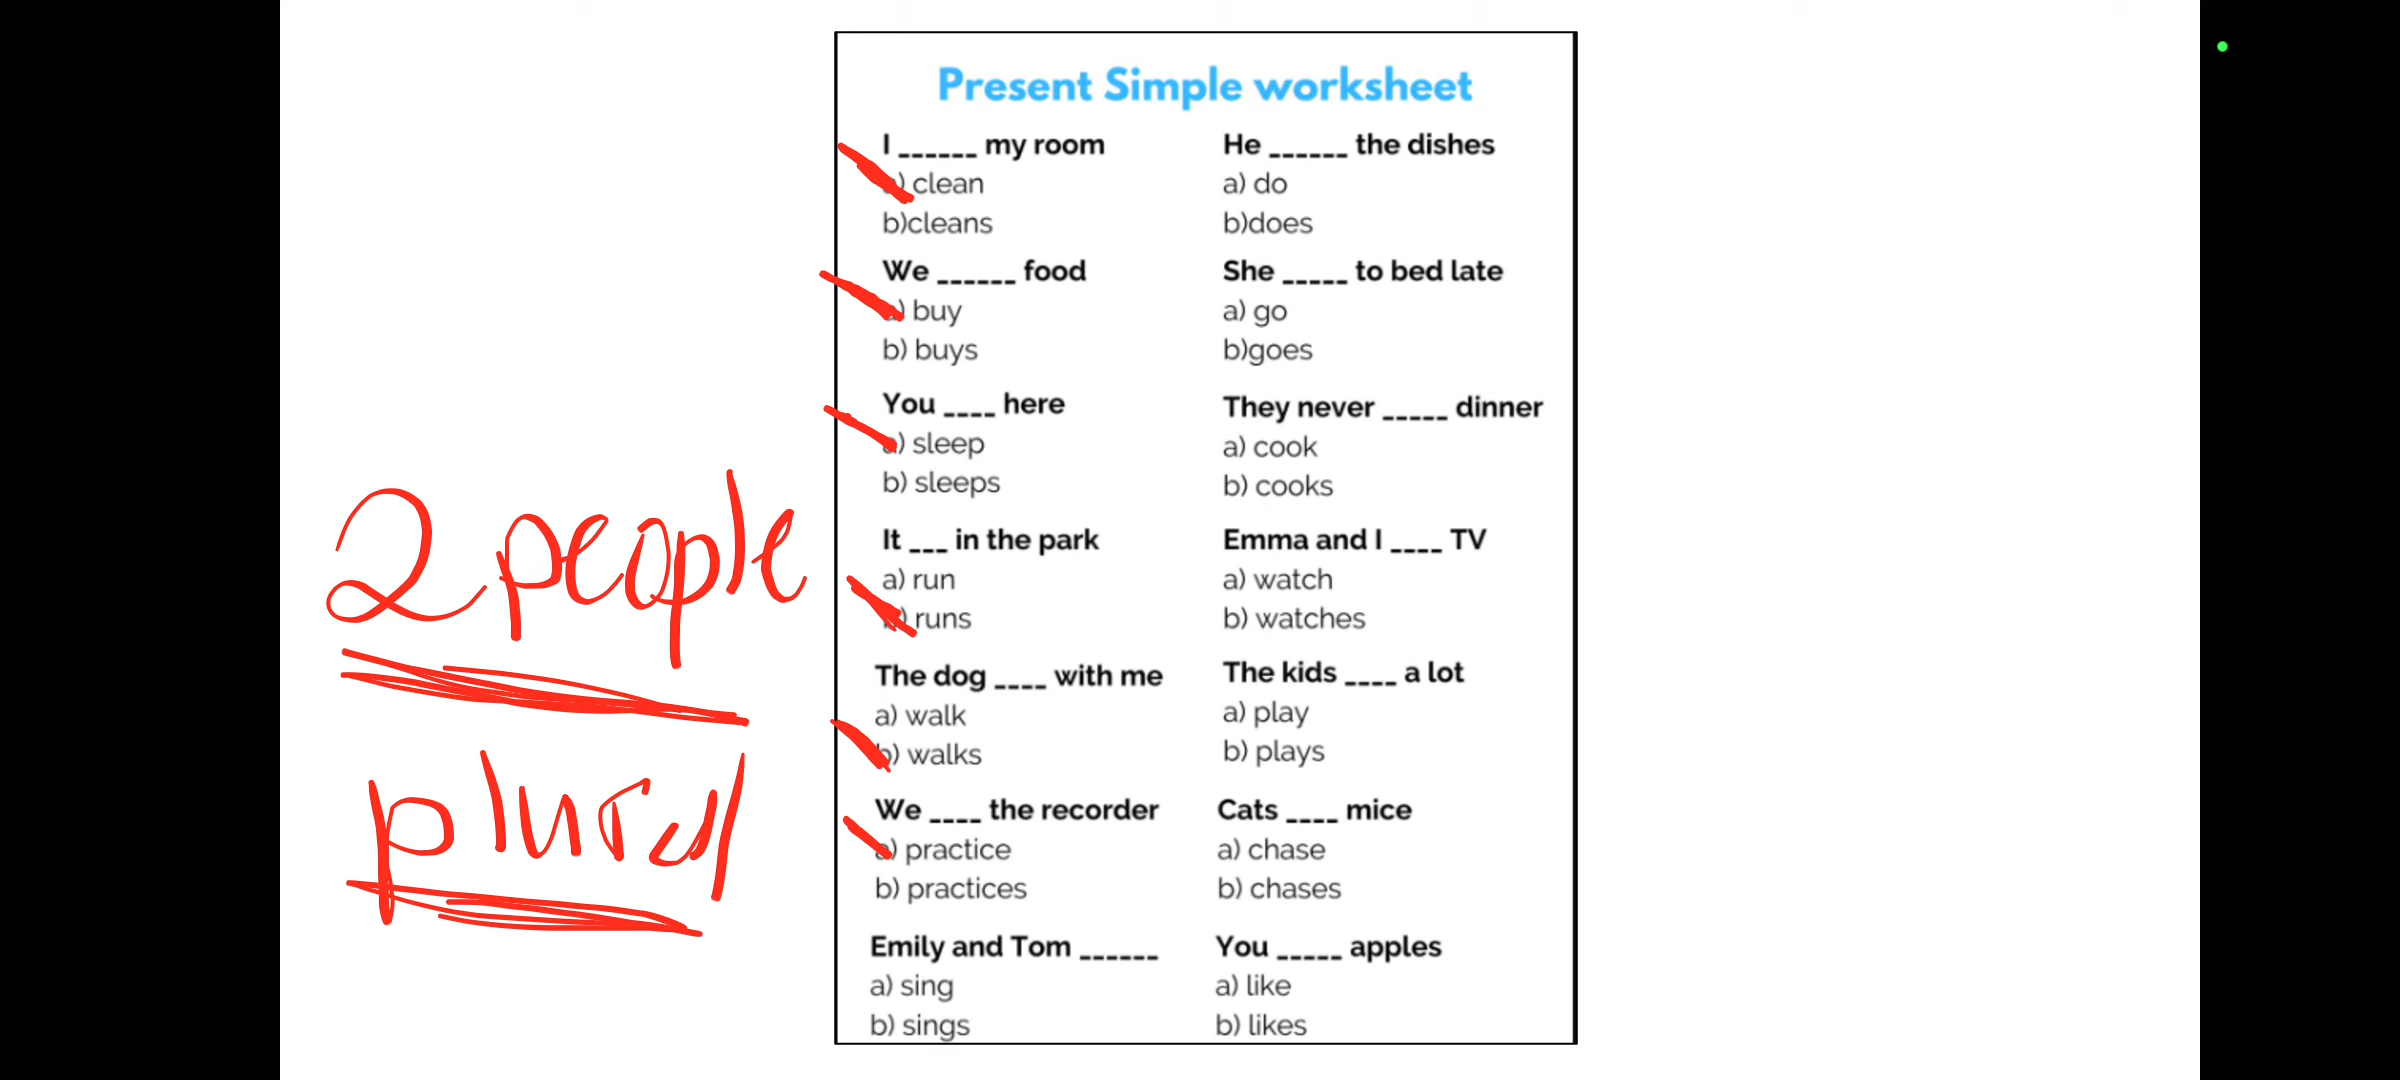 Present Simple worksheet
I ______ my room
a) clean
b)cleans
We ______ food
a) buy
b) buys
You ____ here
a) sleep
b) sleeps
It ___ in the park
a) run
b) runs
The dog ____ with me
a) walk
b) walks
We ____ the recorder
a) practice
b) practices
Emily and Tom ______
a) sing
b) sings
He ______ the dishes
a) do
b)does
She _____ to bed late
a) go
b)goes
They never _____ dinner
a) cook
b) cooks
Emma and I ____ TV
a) watch
b) watches
The kids ____ a lot
a) play
b) plays
Cats ____ mice
a) chase
b) chases
You _____ apples
a) like
b) likes
2 people
plural